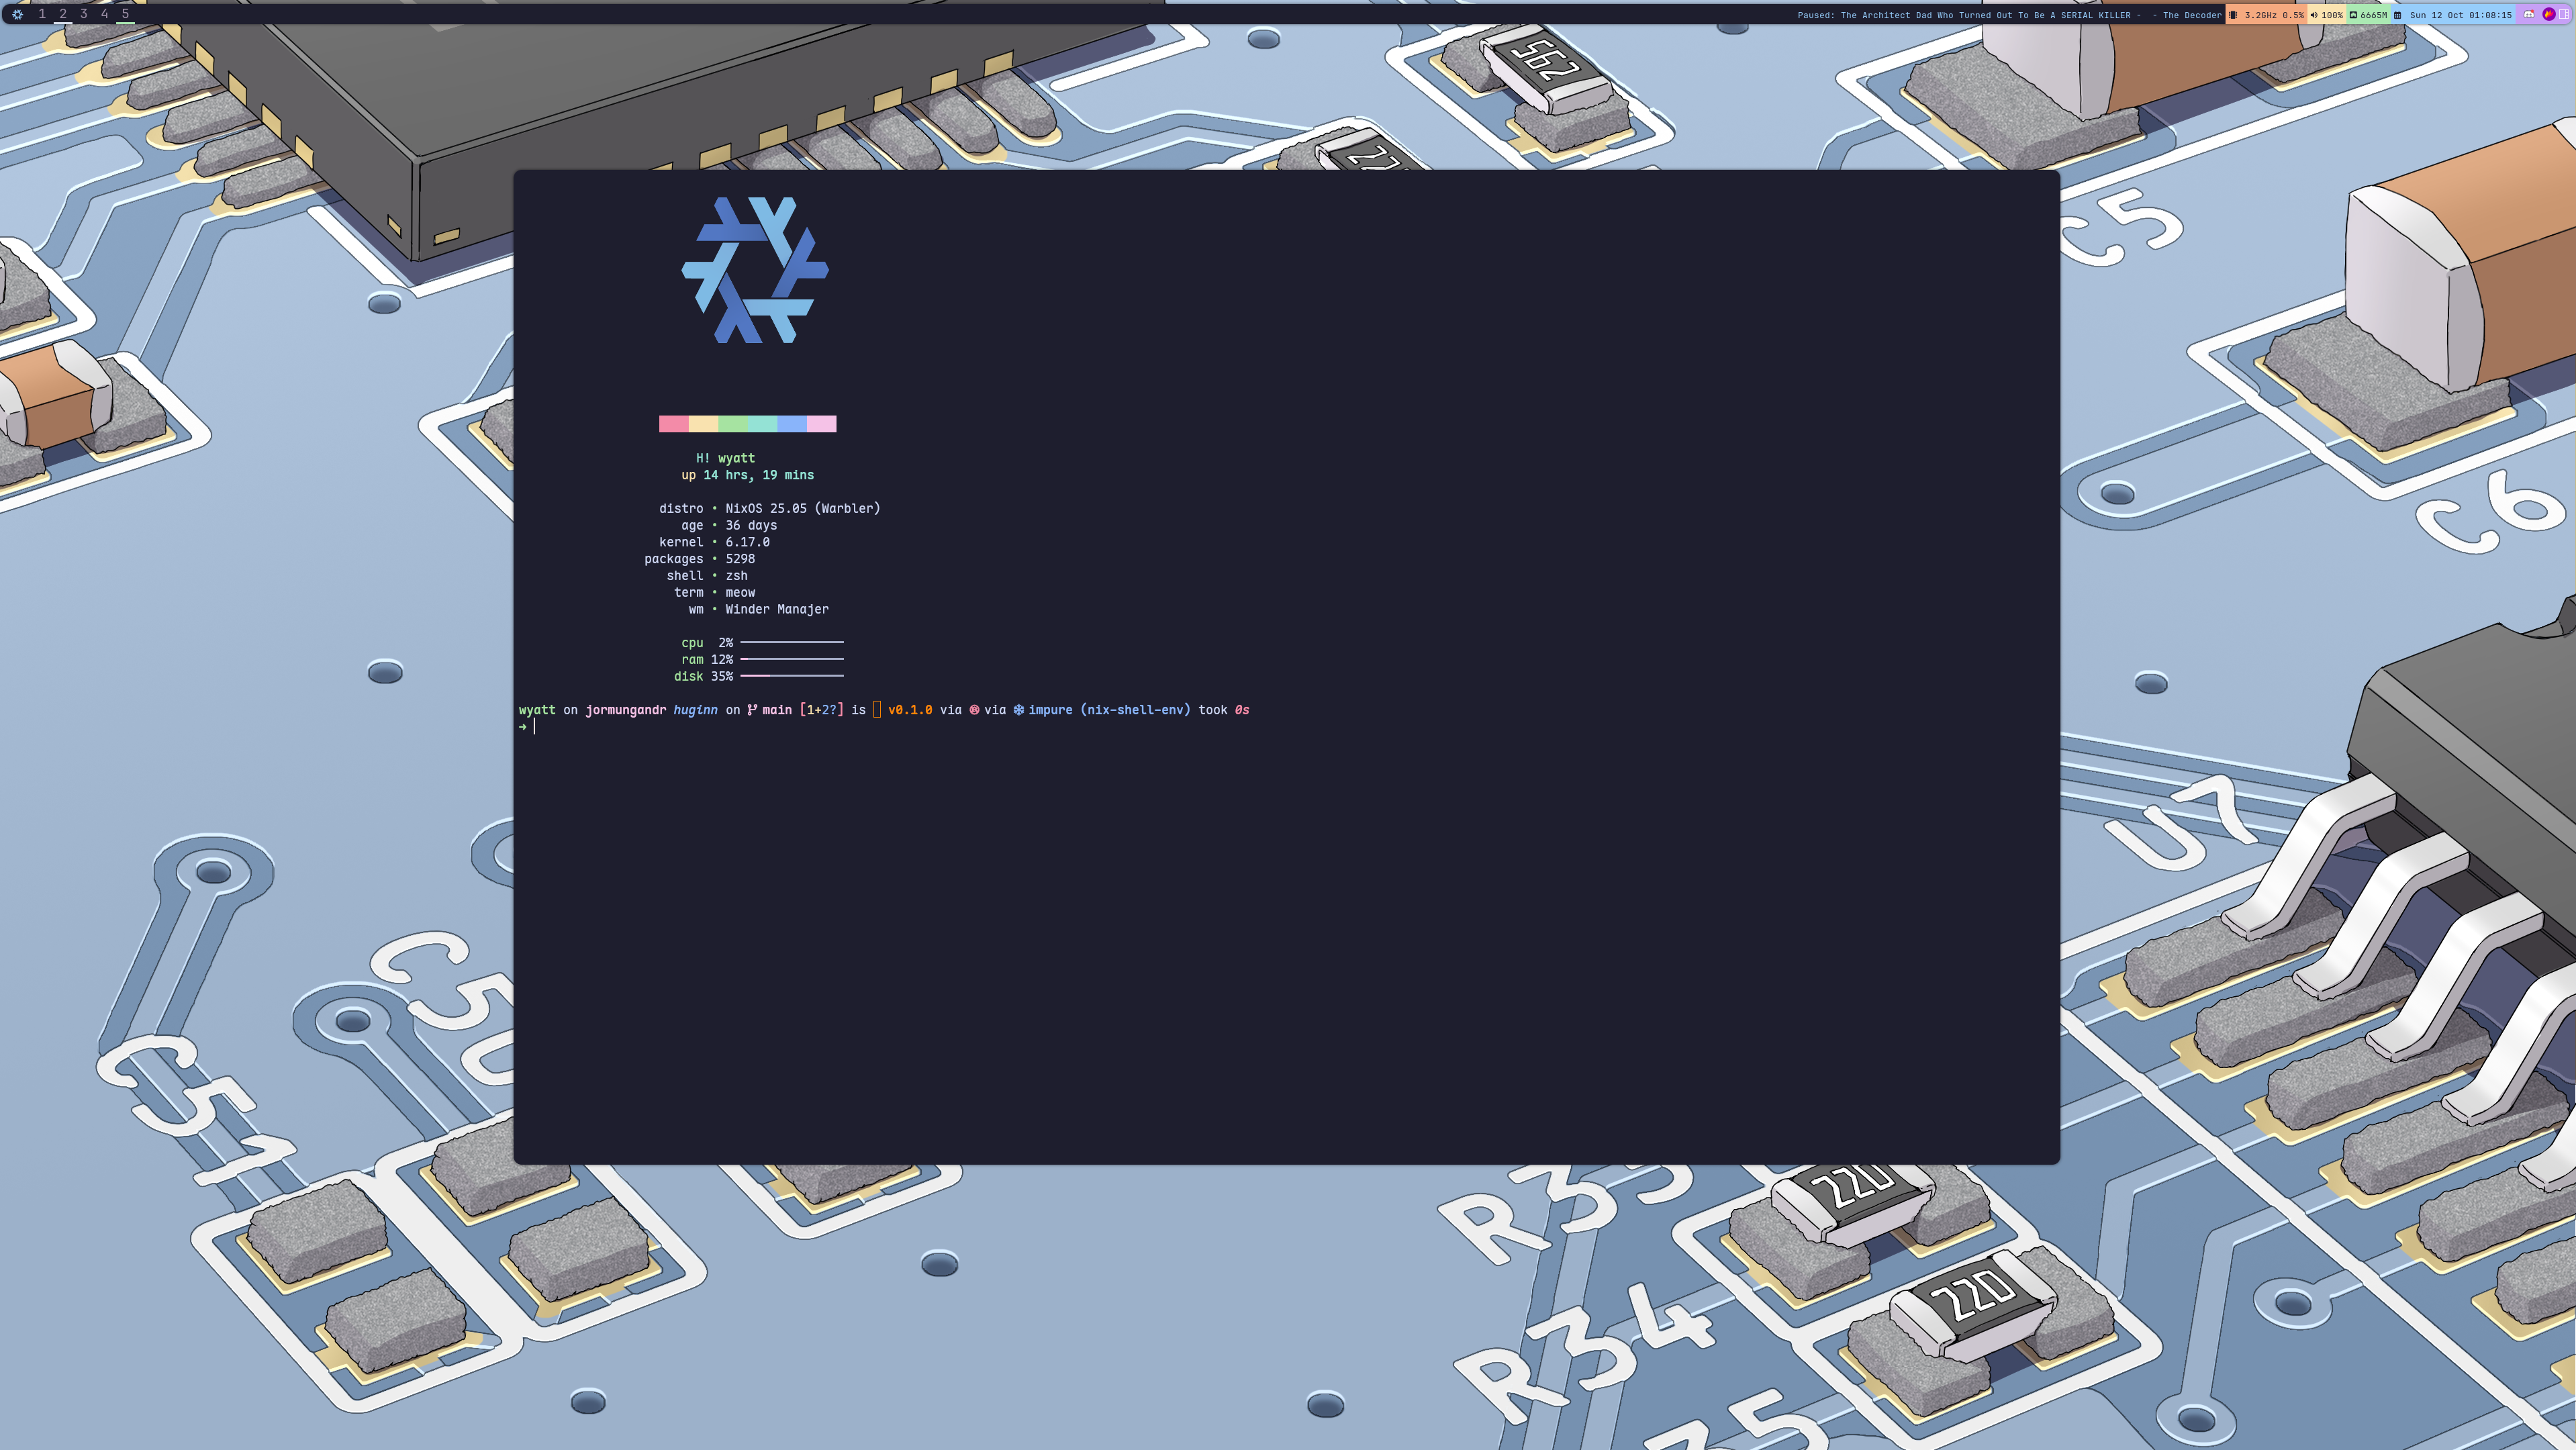 1 2 3 4 5
Paused: The Architect Dad Who Turned Out To Be A SERIAL KILLER -  - The Decoder 3.2GHz 0.5% 100% 6665M Sun 12 Oct 01:08:15
562
C5
C6
H! wyatt
up 14 hrs, 19 mins
distro • NixOS 25.05 (Warbler)
age • 36 days
kernel • 6.17.0
packages • 5298
shell • zsh
term • meow
wm • Winder Manajer
cpu 2%
ram 12%
disk 35%
wyatt on jormungandr huginn on main [1+2?] is v0.1.0 via via impure (nix-shell-env) took 0s
➜
U7
C50
C51
R35
220
R34
220